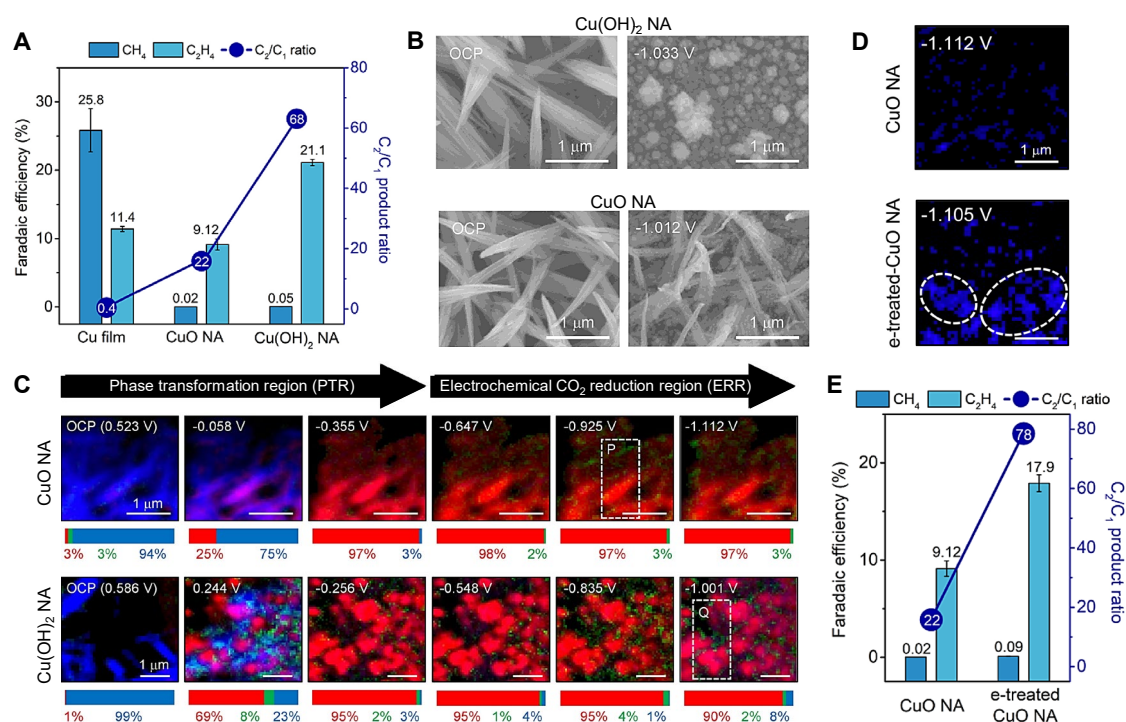 A
CH₄ C₂H₄ C₂/C₁ ratio
Faradaic efficiency (%)
30
20
10
0
25.8
11.4
0.4
0.02
9.12
22
0.05
21.1
68
80
60
40
20
0
C₂/C₁ product ratio
Cu film CuO NA Cu(OH)₂ NA
B
Cu(OH)₂ NA
OCP
1 μm
-1.033 V
1 μm
CuO NA
OCP
1 μm
-1.012 V
1 μm
C
Phase transformation region (PTR)
Electrochemical CO₂ reduction region (ERR)
CuO NA
OCP (0.523 V)
1 μm
-0.058 V
-0.355 V
-0.647 V
-0.925 V
P
-1.112 V
3% 3% 94%
25% 75%
97% 3%
98% 2%
97% 3%
97% 3%
Cu(OH)₂ NA
OCP (0.586 V)
1 μm
0.244 V
-0.256 V
-0.548 V
-0.835 V
-1.001 V
Q
1% 99%
69% 8% 23%
95% 2% 3%
95% 1% 4%
95% 4% 1%
90% 2% 8%
D
CuO NA
-1.112 V
1 μm
e-treated-CuO NA
-1.105 V
E
CH₄ C₂H₄ C₂/C₁ ratio
Faradaic efficiency (%)
20
10
0
0.02
9.12
22
0.09
17.9
78
80
60
40
20
0
C₂/C₁ product ratio
CuO NA
e-treated
CuO NA